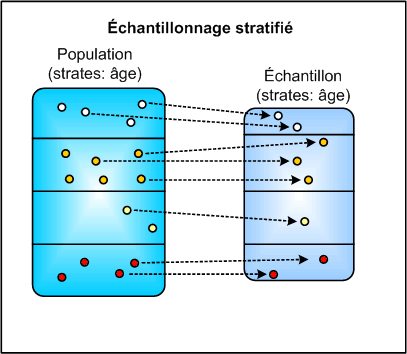 Échantillonnage stratifié
Population
(strates: âge)
Échantillon
(strates: âge)